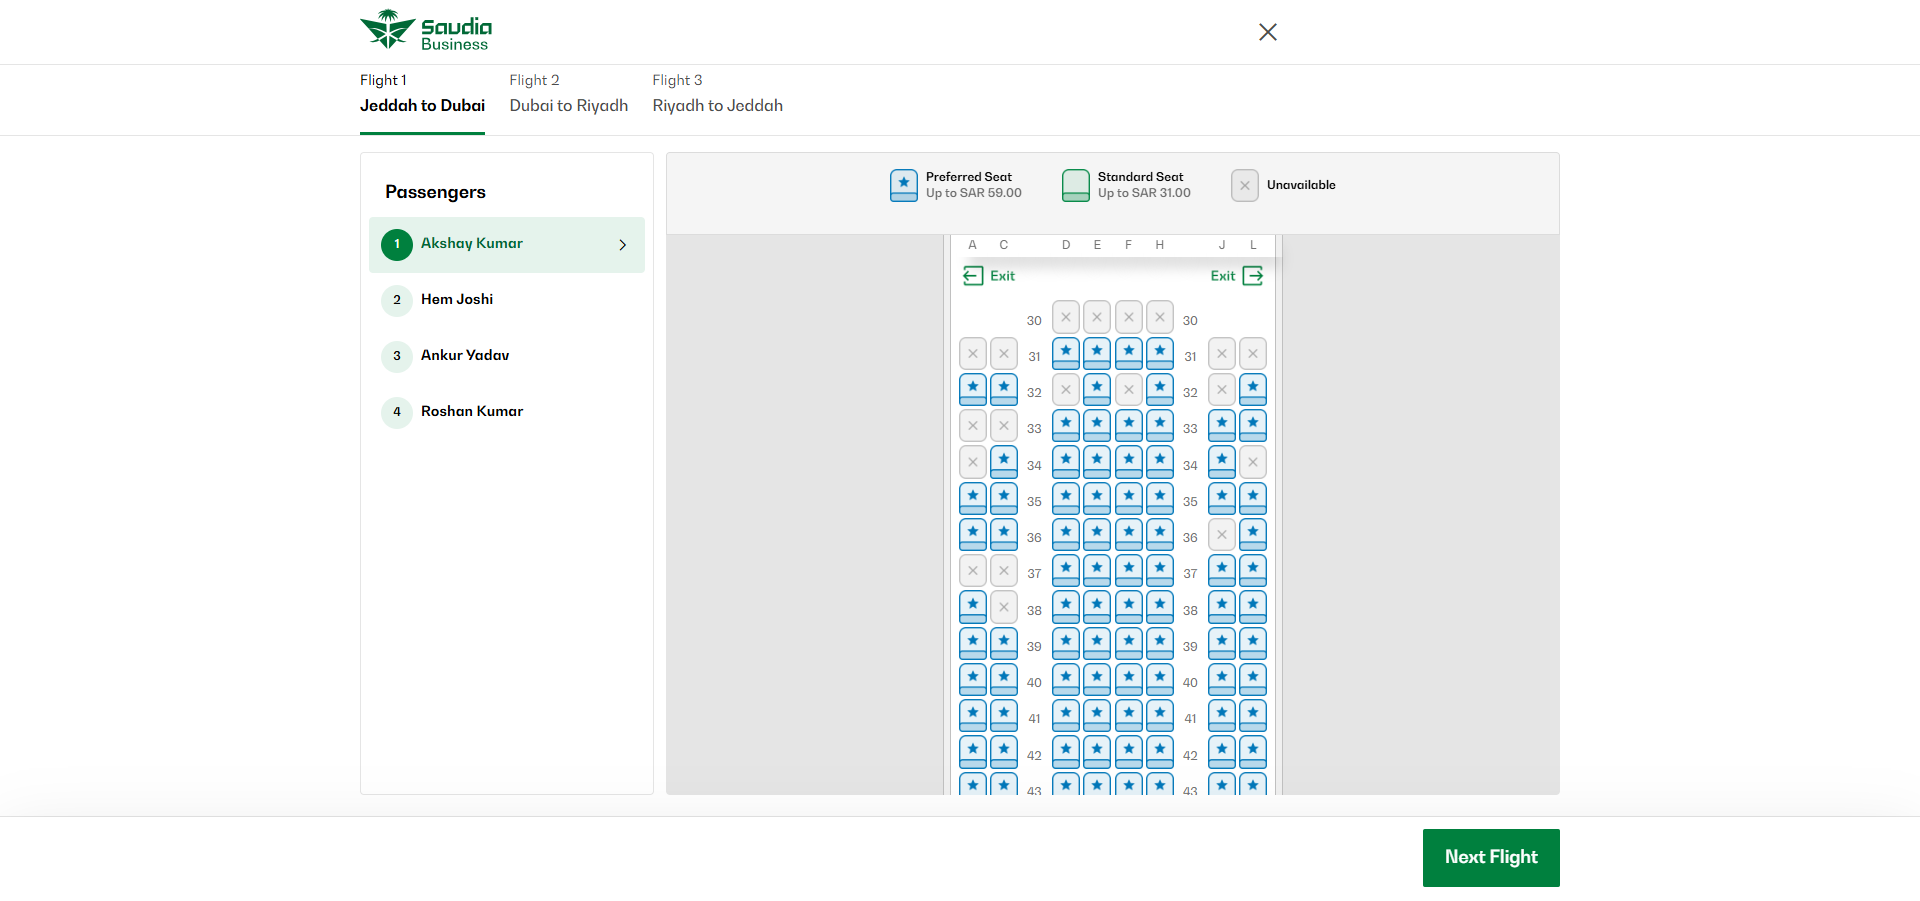 Saudia
Business
Flight 1
Jeddah to Dubai
Flight 2
Dubai to Riyadh
Flight 3
Riyadh to Jeddah
Passengers
1 Akshay Kumar
2 Hem Joshi
3 Ankur Yadav
4 Roshan Kumar
Preferred Seat
Up to SAR 59.00
Standard Seat
Up to SAR 31.00
Unavailable
A C D E F H J L
Exit Exit
30 30
31 31
32 32
33 33
34 34
35 35
36 36
37 37
38 38
39 39
40 40
41 41
42 42
43 43
Next Flight